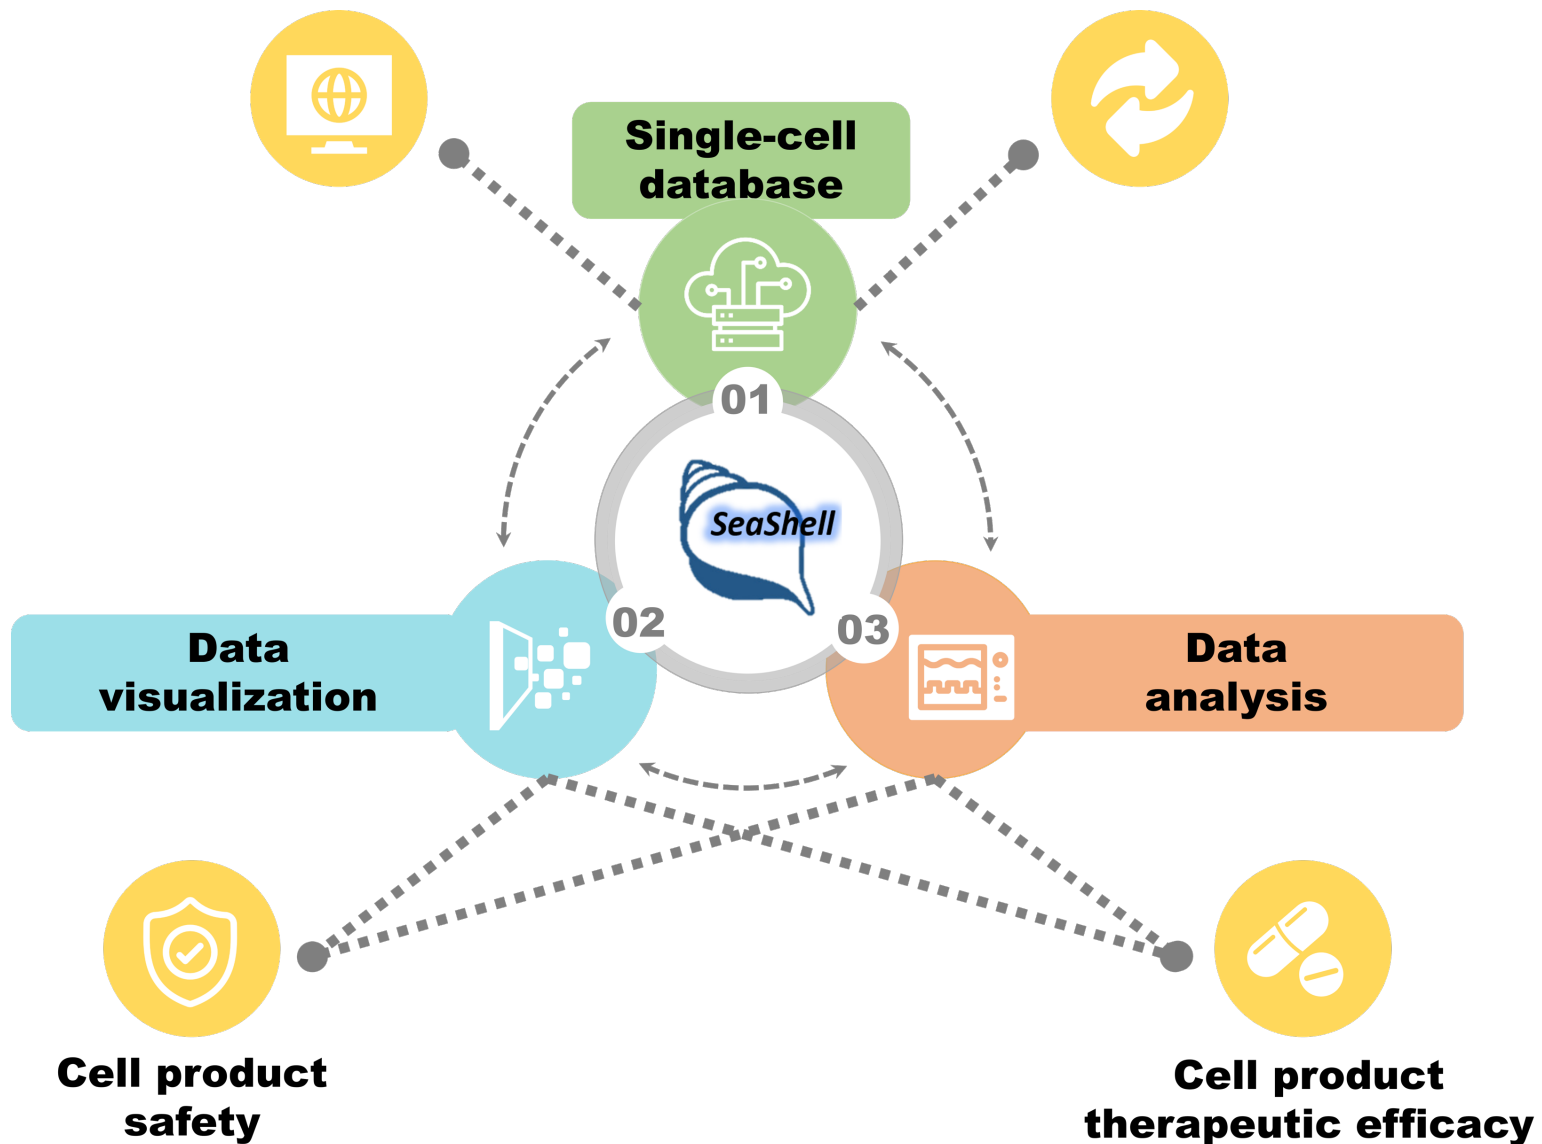 Single-cell
database
01
SeaShell
02
03
Data
visualization
Data
analysis
Cell product
safety
Cell product
therapeutic efficacy